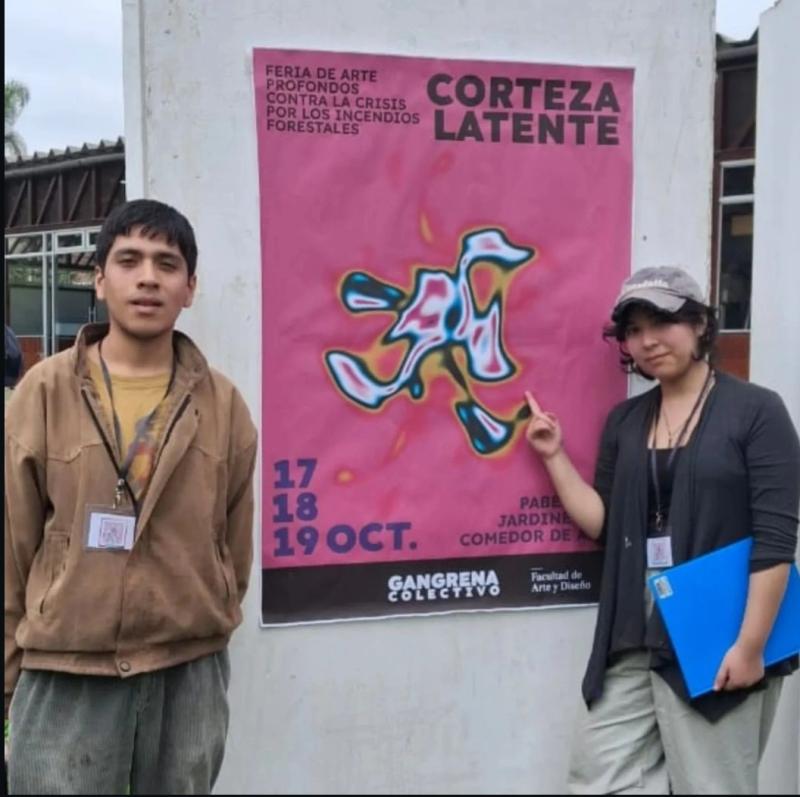 FERIA DE ARTE
PROFONDOS
CONTRA LA CRISIS
POR LOS INCENDIOS
FORESTALES
CORTEZA
LATENTE
17
18
19 OCT.
COMEDOR DE
GANGRENA
COLECTIVO
Facultad de
Arte y Diseño